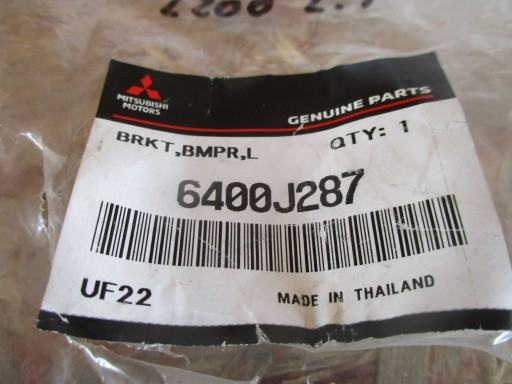 MITSUBISHI
MOTORS
GENUINE PARTS
BRKT,BMPR,L
QTY: 1
6400J287
UF22
MADE IN THAILAND